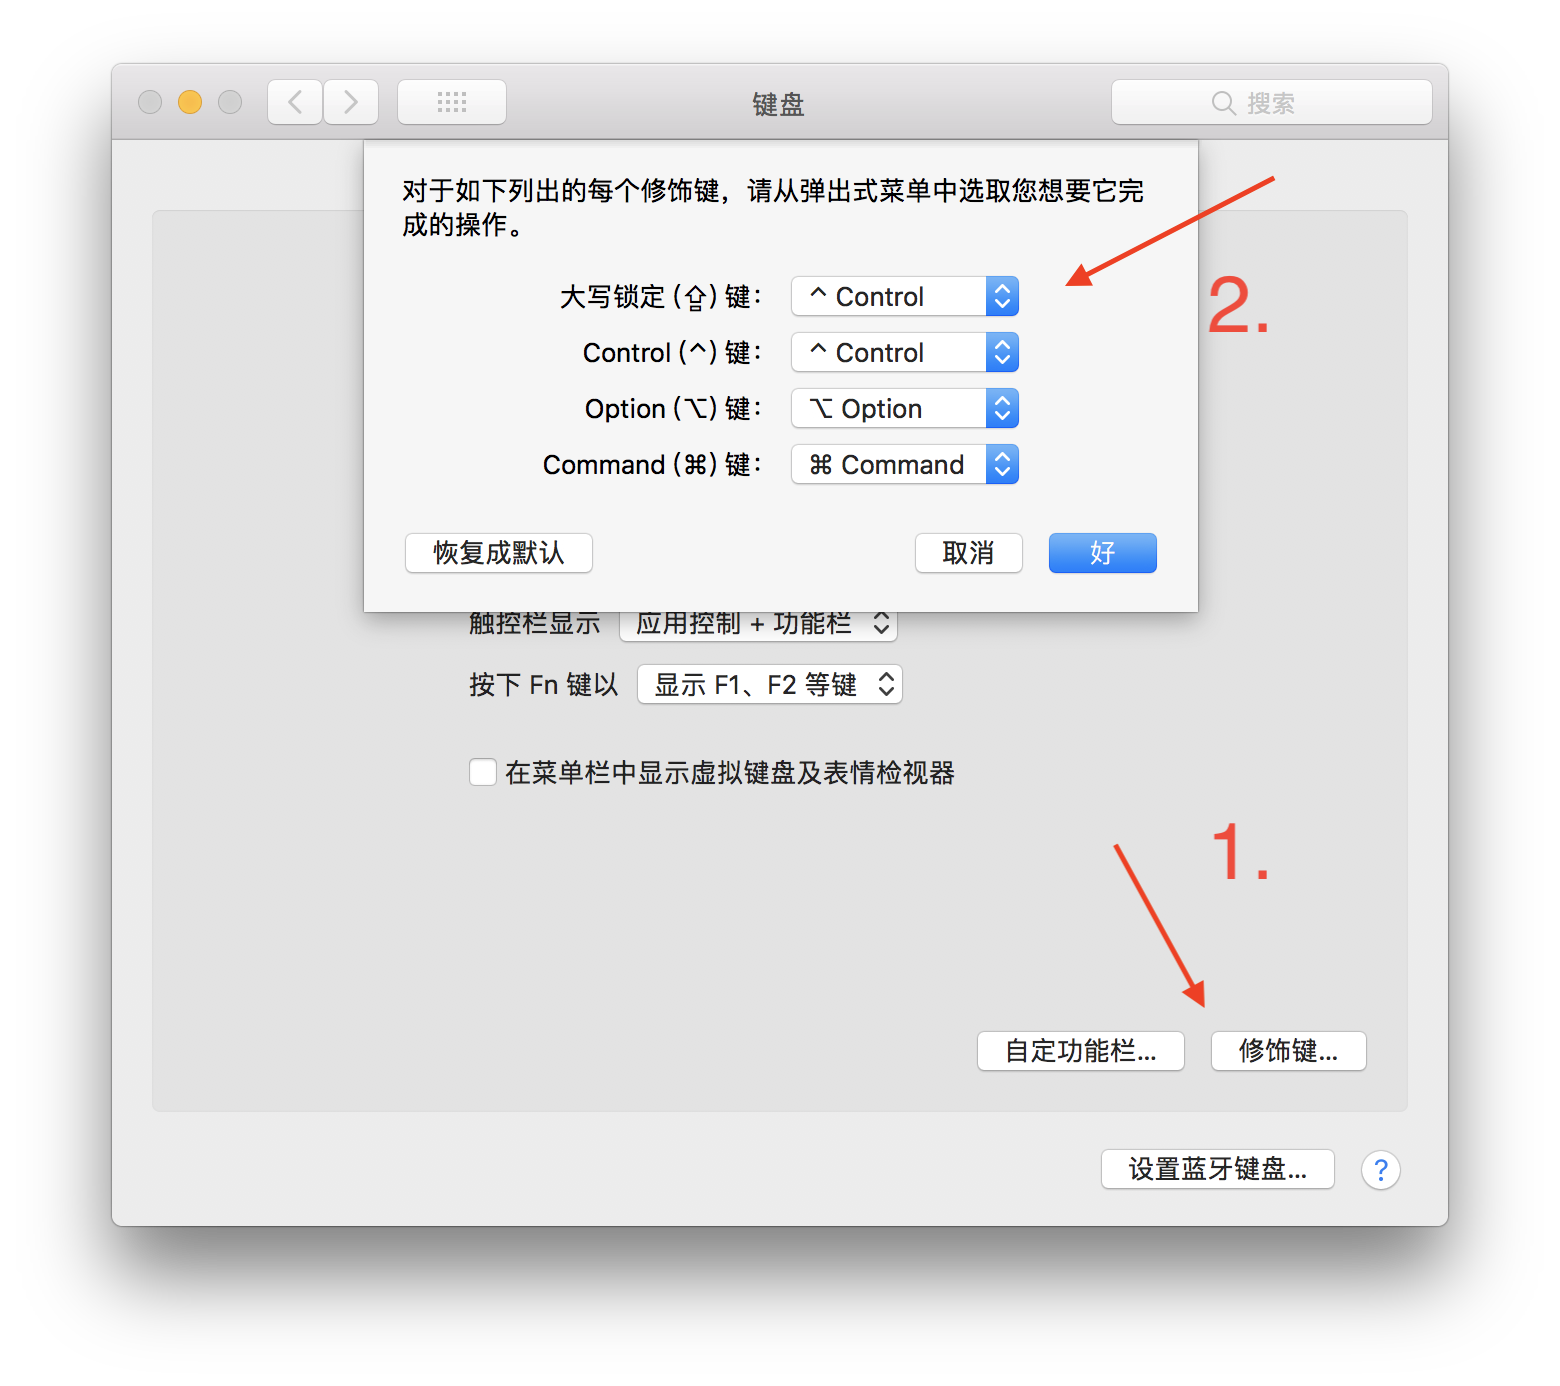 键盘
搜索
对于如下列出的每个修饰键，请从弹出式菜单中选取您想要它完
成的操作。
大写锁定 (⇪) 键： ^ Control
Control (^) 键： ^ Control
Option (⌥) 键： ⌥ Option
Command (⌘) 键： ⌘ Command
2.
恢复成默认 取消 好
触控栏显示 应用控制 + 功能栏
按下 Fn 键以 显示 F1、F2 等键
在菜单栏中显示虚拟键盘及表情检视器
1.
自定功能栏... 修饰键...
设置蓝牙键盘... ?